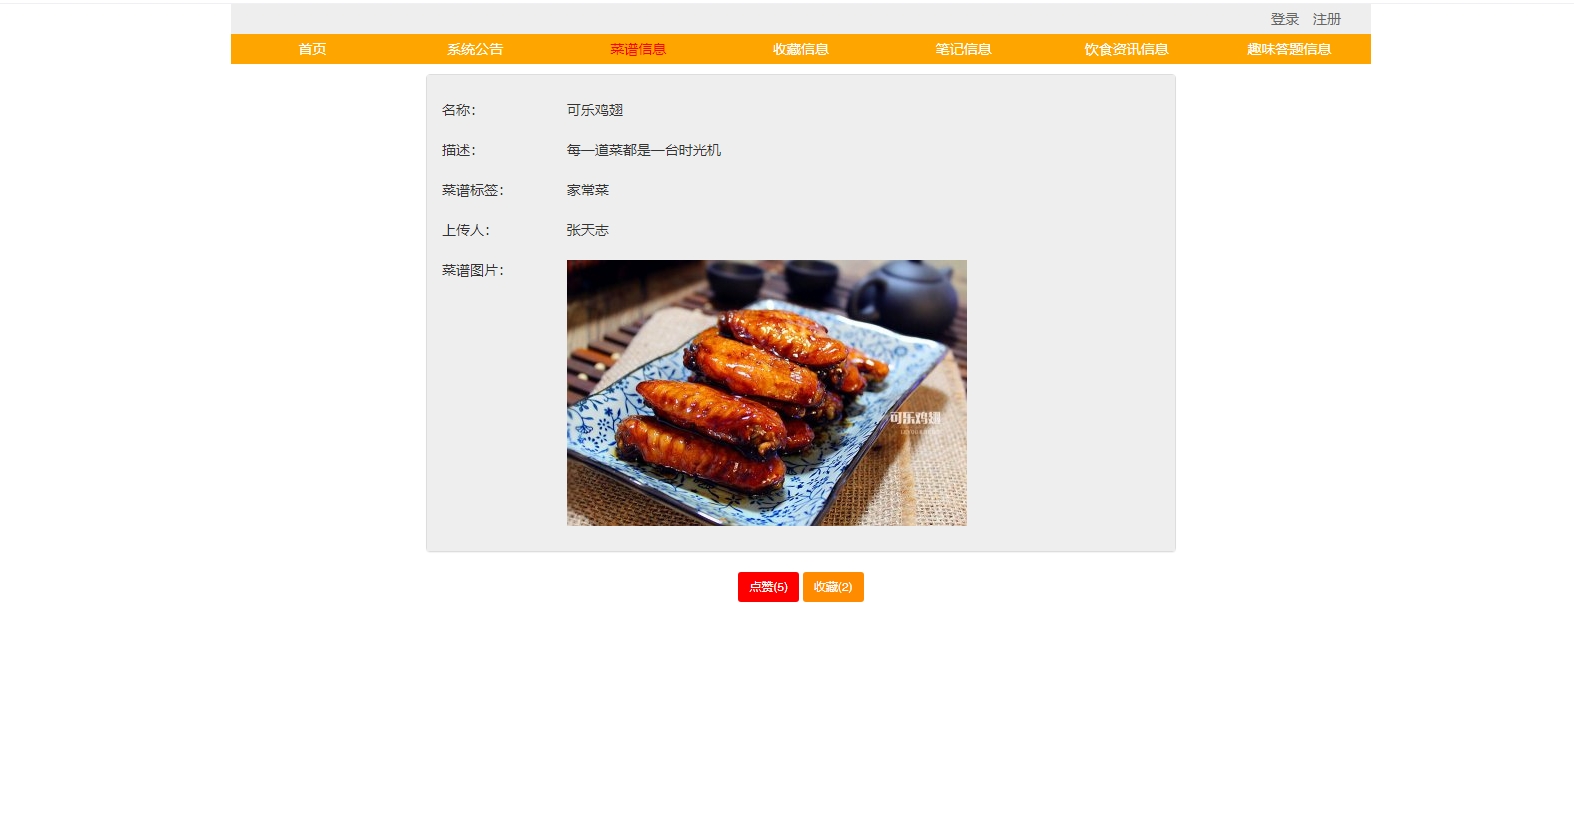 登录 注册
首页 系统公告 菜谱信息 收藏信息 笔记信息 饮食资讯信息 趣味答题信息
名称： 可乐鸡翅
描述： 每一道菜都是一台时光机
菜谱标签： 家常菜
上传人： 张天志
菜谱图片：
可乐鸡翅
点赞(5) 收藏(2)